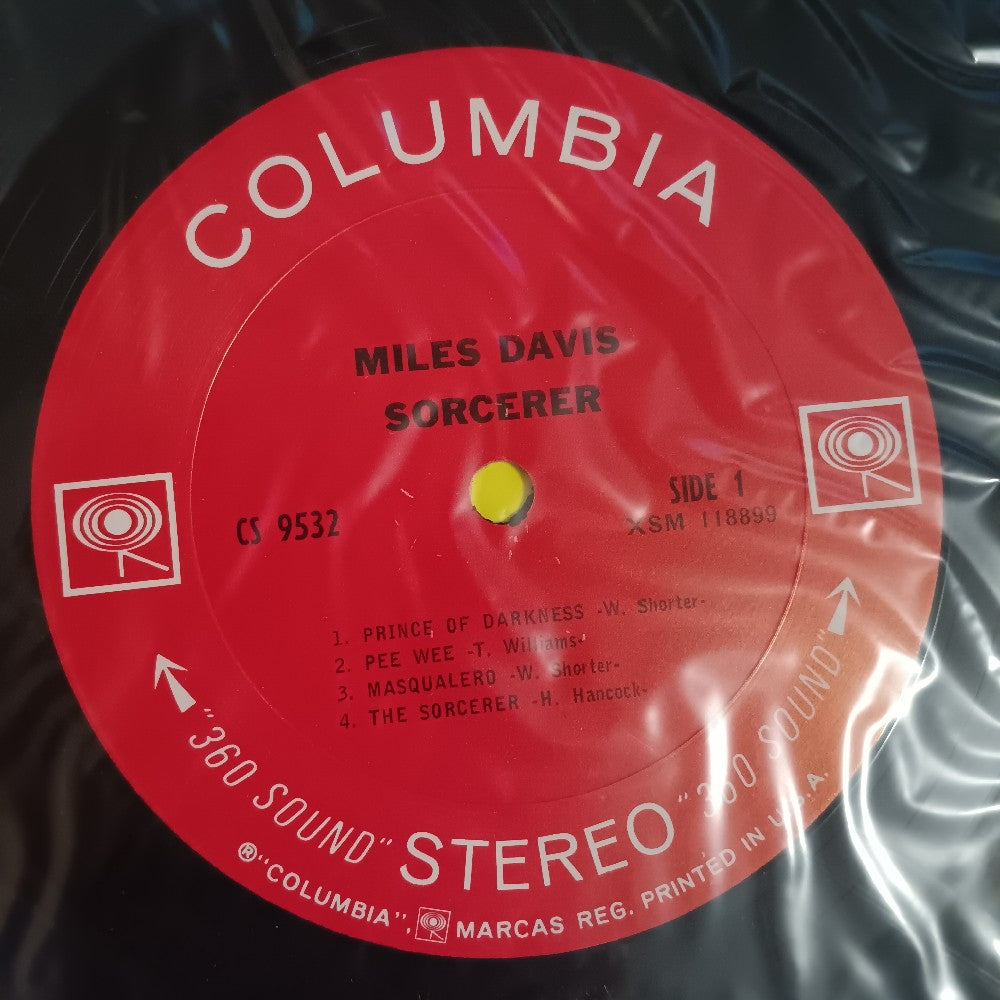 COLUMBIA
MILES DAVIS
SORCERER
CS 9532
SIDE 1
XSM 118899
1. PRINCE OF DARKNESS -W. Shorter-
2. PEE WEE -T. Williams-
3. MASQUALERO -W. Shorter-
4. THE SORCERER -H. Hancock-
"360 SOUND" STEREO "360 SOUND"
®"COLUMBIA", MARCAS REG. PRINTED IN U.S.A.